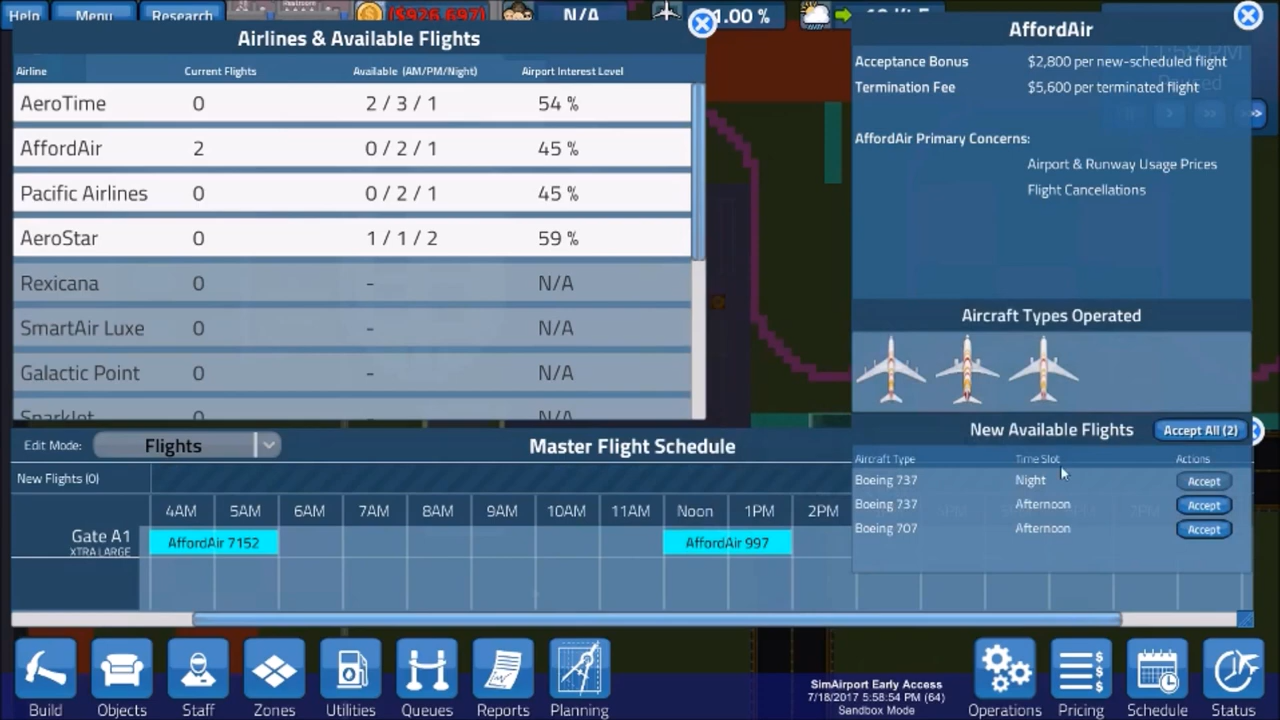 Help Menu Research ($926,697) N/A 1.00 %
Airlines & Available Flights
Airline Current Flights Available (AM/PM/Night) Airport Interest Level
AeroTime 0 2 / 3 / 1 54 %
AffordAir 2 0 / 2 / 1 45 %
Pacific Airlines 0 0 / 2 / 1 45 %
AeroStar 0 1 / 1 / 2 59 %
Rexicana 0 - N/A
SmartAir Luxe 0 - N/A
Galactic Point 0 - N/A
Sparklet 0 - N/A
AffordAir
11:58 PM
Paused
Acceptance Bonus $2,800 per new-scheduled flight
Termination Fee $5,600 per terminated flight
AffordAir Primary Concerns:
Airport & Runway Usage Prices
Flight Cancellations
Aircraft Types Operated
New Available Flights Accept All (2)
Aircraft Type Time Slot Actions
Boeing 737 Night Accept
Boeing 737 Afternoon Accept
Boeing 707 Afternoon Accept
Edit Mode: Flights Master Flight Schedule
New Flights (0)
4AM 5AM 6AM 7AM 8AM 9AM 10AM 11AM Noon 1PM 2PM
Gate A1 AffordAir 7152 AffordAir 997
XTRA LARGE
SimAirport Early Access
7/18/2017 5:58:54 PM (64)
Sandbox Mode
Build Objects Staff Zones Utilities Queues Reports Planning Operations Pricing Schedule Status